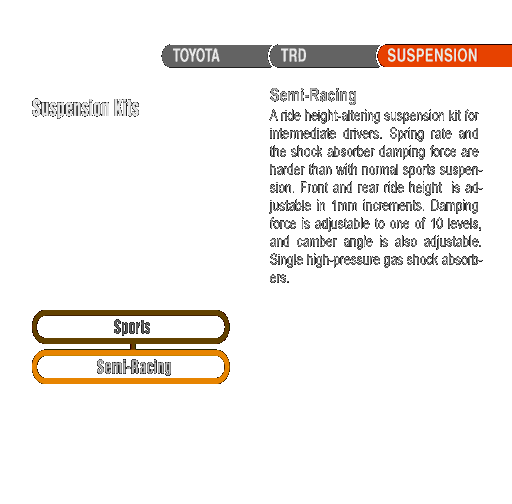 TOYOTA TRD SUSPENSION
Suspension Kits
Semi-Racing
A ride height-altering suspension kit for
intermediate drivers. Spring rate and
the shock absorber damping force are
harder than with normal sports suspen-
sion. Front and rear ride height is ad-
justable in 1mm increments. Damping
force is adjustable to one of 10 levels,
and camber angle is also adjustable.
Single high-pressure gas shock absorb-
ers.
Sports
Semi-Racing